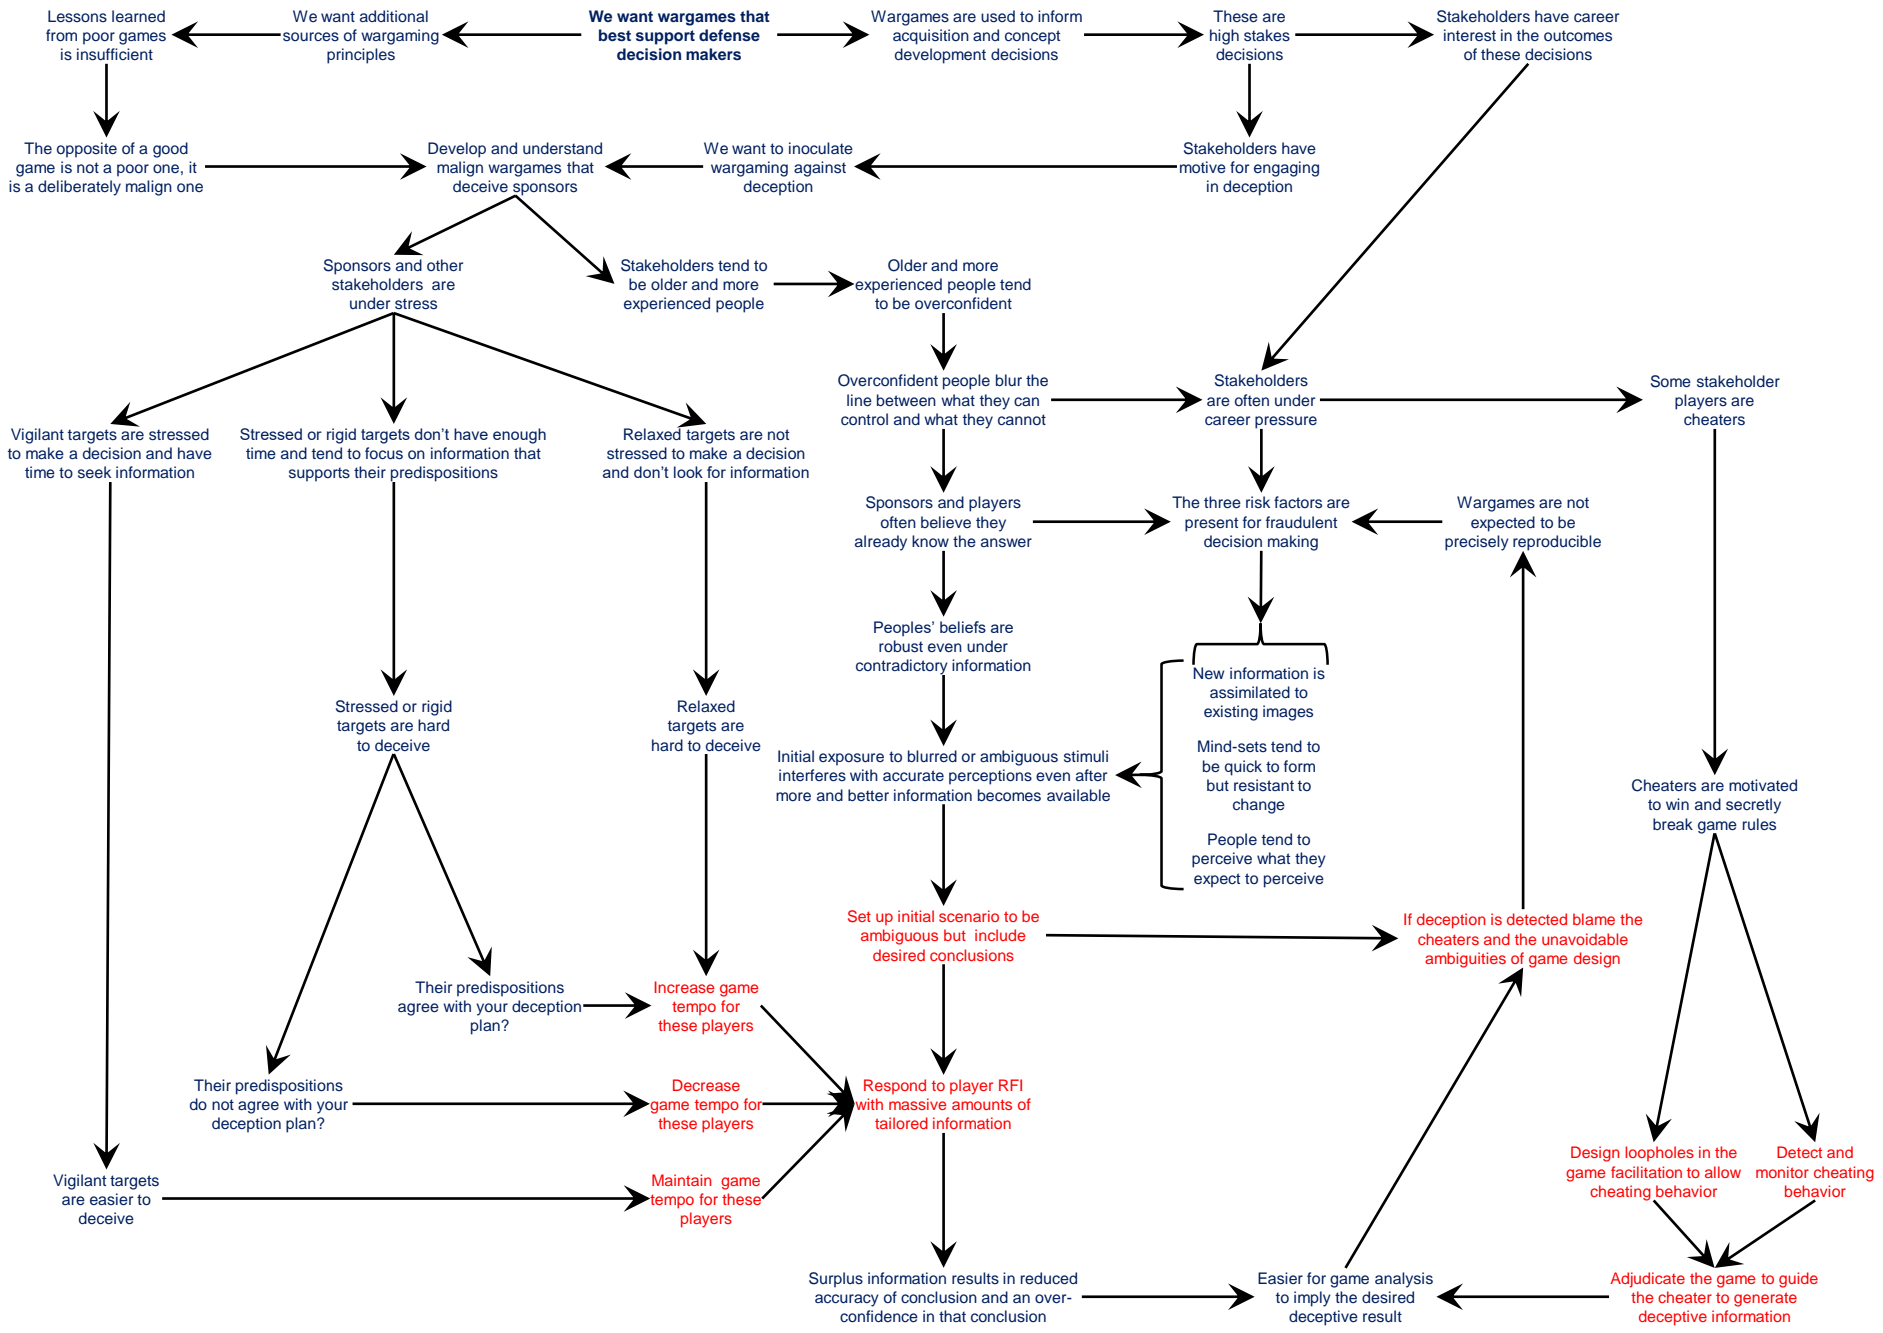 Lessons learned
from poor games
is insufficient
We want additional
sources of wargaming
principles
We want wargames that
best support defense
decision makers
Wargames are used to inform
acquisition and concept
development decisions
These are
high stakes
decisions
Stakeholders have career
interest in the outcomes
of these decisions
The opposite of a good
game is not a poor one, it
is a deliberately malign one
Develop and understand
malign wargames that
deceive sponsors
We want to inoculate
wargaming against
deception
Stakeholders have
motive for engaging
in deception
Sponsors and other
stakeholders are
under stress
Stakeholders tend to
be older and more
experienced people
Older and more
experienced people tend
to be overconfident
Overconfident people blur the
line between what they can
control and what they cannot
Stakeholders
are often under
career pressure
Some stakeholder
players are
cheaters
Vigilant targets are stressed
to make a decision and have
time to seek information
Stressed or rigid targets don't have enough
time and tend to focus on information that
supports their predispositions
Relaxed targets are not
stressed to make a decision
and don't look for information
Sponsors and players
often believe they
already know the answer
The three risk factors are
present for fraudulent
decision making
Wargames are not
expected to be
precisely reproducible
Peoples' beliefs are
robust even under
contradictory information
New information is
assimilated to
existing images
Mind-sets tend to
be quick to form
but resistant to
change
People tend to
perceive what they
expect to perceive
Stressed or rigid
targets are hard
to deceive
Relaxed
targets are
hard to deceive
Initial exposure to blurred or ambiguous stimuli
interferes with accurate perceptions even after
more and better information becomes available
Cheaters are motivated
to win and secretly
break game rules
Set up initial scenario to be
ambiguous but include
desired conclusions
If deception is detected blame the
cheaters and the unavoidable
ambiguities of game design
Their predispositions
agree with your deception
plan?
Increase game
tempo for
these players
Their predispositions
do not agree with your
deception plan?
Decrease
game tempo for
these players
Respond to player RFI
with massive amounts of
tailored information
Vigilant targets
are easier to
deceive
Maintain game
tempo for these
players
Design loopholes in the
game facilitation to allow
cheating behavior
Detect and
monitor cheating
behavior
Surplus information results in reduced
accuracy of conclusion and an over-
confidence in that conclusion
Easier for game analysis
to imply the desired
deceptive result
Adjudicate the game to guide
the cheater to generate
deceptive information